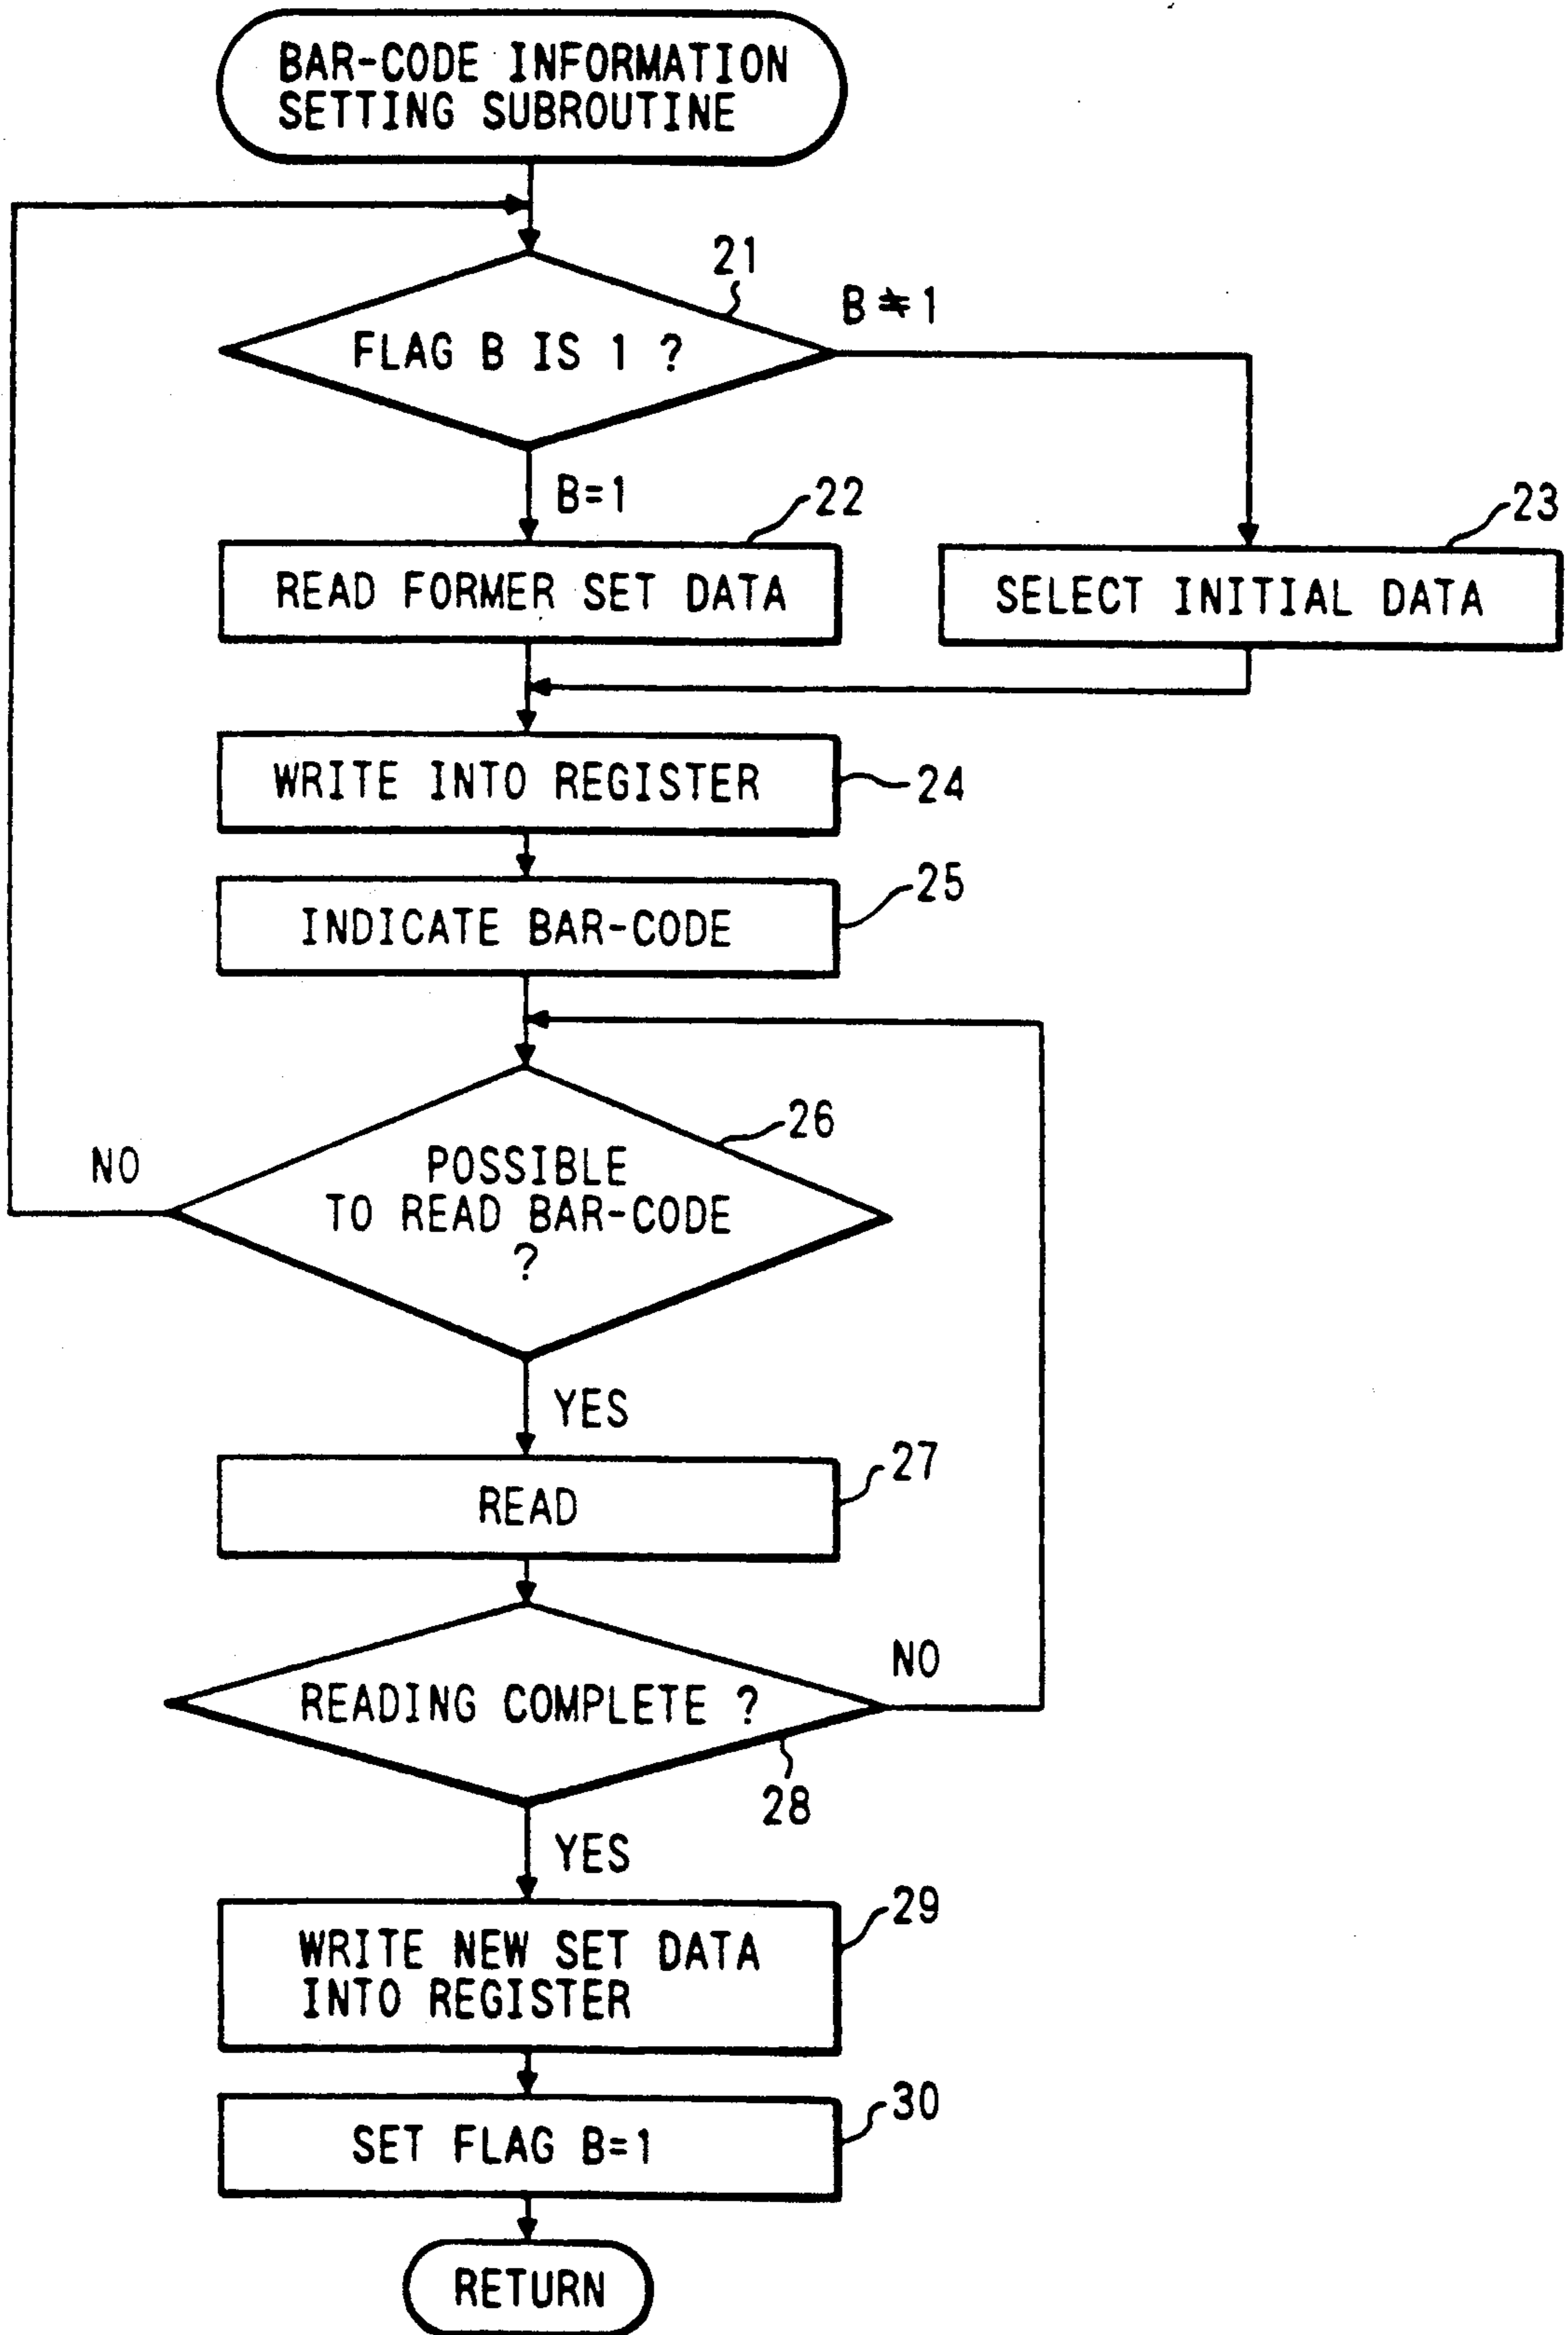 BAR-CODE INFORMATION
SETTING SUBROUTINE
21
B ≠ 1
FLAG B IS 1 ?
B=1
22
23
READ FORMER SET DATA
SELECT INITIAL DATA
WRITE INTO REGISTER
24
25
INDICATE BAR-CODE
26
NO
POSSIBLE
TO READ BAR-CODE
?
YES
27
READ
NO
READING COMPLETE ?
28
YES
29
WRITE NEW SET DATA
INTO REGISTER
30
SET FLAG B=1
RETURN